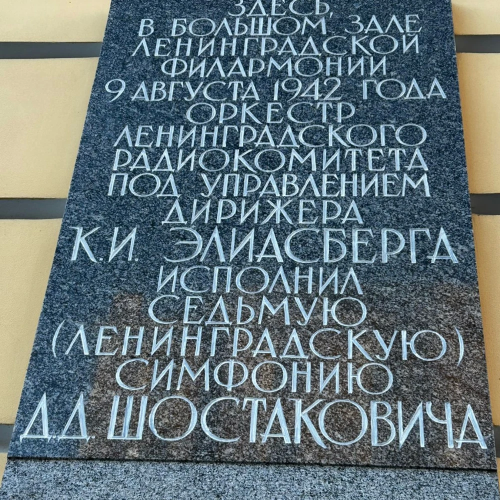 ЗДЕСЬ,
В БОЛЬШОМ ЗАЛЕ
ЛЕНИНГРАДСКОЙ
ФИЛАРМОНИИ
9 АВГУСТА 1942 ГОДА
ОРКЕСТР
ЛЕНИНГРАДСКОГО
РАДИОКОМИТЕТА
ПОД УПРАВЛЕНИЕМ
ДИРИЖЕРА
К.И. ЭЛИАСБЕРГА
ИСПОЛНИЛ
СЕДЬМУЮ
(ЛЕНИНГРАДСКУЮ)
СИМФОНИЮ
Д.Д. ШОСТАКОВИЧА